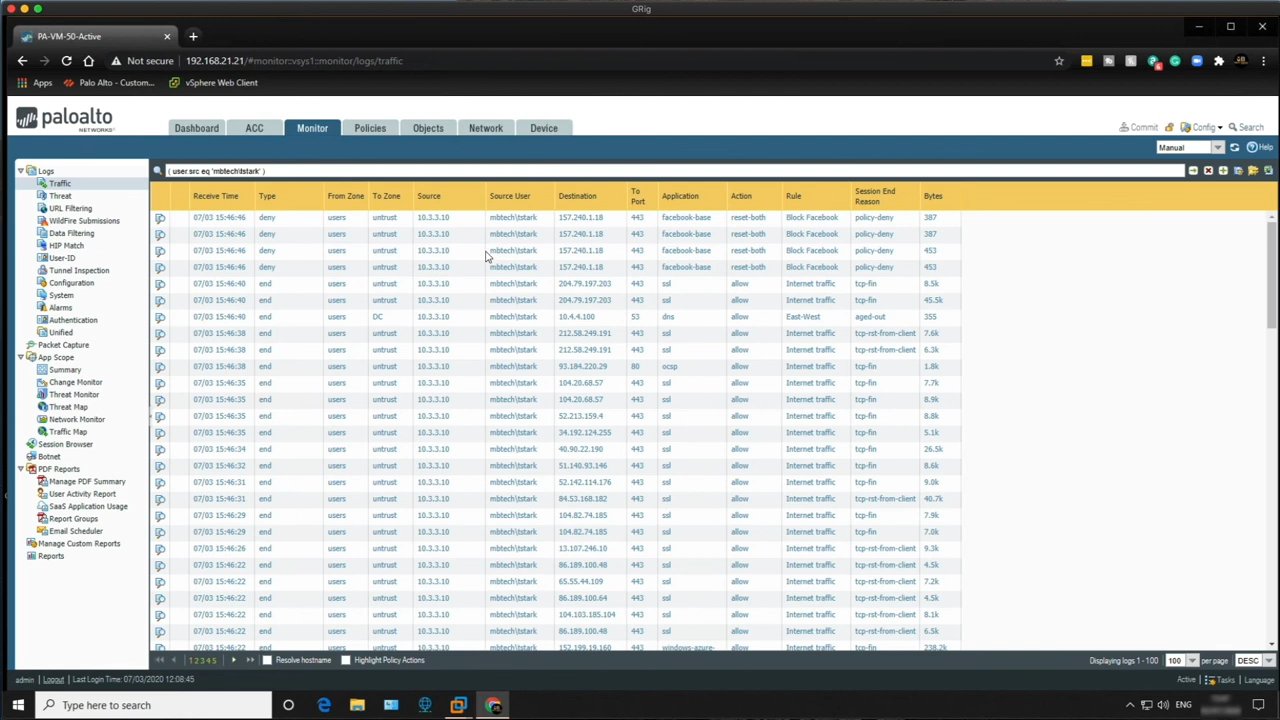 GRig
PA-VM-50-Active
Not secure 192.168.21.21/#monitor::vsys1::monitor/logs/traffic
Apps Palo Alto - Custom... vSphere Web Client
paloalto NETWORKS
Dashboard ACC Monitor Policies Objects Network Device
Commit Config Search
Manual Help
Logs
Traffic
Threat
URL Filtering
WildFire Submissions
Data Filtering
HIP Match
User-ID
Tunnel Inspection
Configuration
System
Alarms
Authentication
Unified
Packet Capture
App Scope
Summary
Change Monitor
Threat Monitor
Threat Map
Network Monitor
Traffic Map
Session Browser
Botnet
PDF Reports
Manage PDF Summary
User Activity Report
SaaS Application Usage
Report Groups
Email Scheduler
Manage Custom Reports
Reports
( user.src eq 'mbtech\tstark' )
Receive Time Type From Zone To Zone Source Source User Destination To Port Application Action Rule Session End Reason Bytes
07/03 15:46:46 deny users untrust 10.3.3.10 mbtech\tstark 157.240.1.18 443 facebook-base reset-both Block Facebook policy-deny 387
07/03 15:46:46 deny users untrust 10.3.3.10 mbtech\tstark 157.240.1.18 443 facebook-base reset-both Block Facebook policy-deny 387
07/03 15:46:46 deny users untrust 10.3.3.10 mbtech\tstark 157.240.1.18 443 facebook-base reset-both Block Facebook policy-deny 453
07/03 15:46:46 deny users untrust 10.3.3.10 mbtech\tstark 157.240.1.18 443 facebook-base reset-both Block Facebook policy-deny 453
07/03 15:46:40 end users untrust 10.3.3.10 mbtech\tstark 204.79.197.203 443 ssl allow Internet traffic tcp-fin 8.5k
07/03 15:46:40 end users untrust 10.3.3.10 mbtech\tstark 204.79.197.203 443 ssl allow Internet traffic tcp-fin 45.5k
07/03 15:46:40 end users DC 10.3.3.10 mbtech\tstark 10.4.4.100 53 dns allow East-West aged-out 355
07/03 15:46:38 end users untrust 10.3.3.10 mbtech\tstark 212.58.249.191 443 ssl allow Internet traffic tcp-rst-from-client 7.6k
07/03 15:46:38 end users untrust 10.3.3.10 mbtech\tstark 212.58.249.191 443 ssl allow Internet traffic tcp-rst-from-client 6.3k
07/03 15:46:38 end users untrust 10.3.3.10 mbtech\tstark 93.184.220.29 80 ocsp allow Internet traffic tcp-fin 1.8k
07/03 15:46:35 end users untrust 10.3.3.10 mbtech\tstark 104.20.68.57 443 ssl allow Internet traffic tcp-fin 7.7k
07/03 15:46:35 end users untrust 10.3.3.10 mbtech\tstark 104.20.68.57 443 ssl allow Internet traffic tcp-fin 8.9k
07/03 15:46:35 end users untrust 10.3.3.10 mbtech\tstark 52.213.159.4 443 ssl allow Internet traffic tcp-fin 8.8k
07/03 15:46:35 end users untrust 10.3.3.10 mbtech\tstark 34.192.124.255 443 ssl allow Internet traffic tcp-fin 5.1k
07/03 15:46:34 end users untrust 10.3.3.10 mbtech\tstark 40.90.22.190 443 ssl allow Internet traffic tcp-fin 26.5k
07/03 15:46:32 end users untrust 10.3.3.10 mbtech\tstark 51.140.93.146 443 ssl allow Internet traffic tcp-fin 8.6k
07/03 15:46:31 end users untrust 10.3.3.10 mbtech\tstark 52.142.114.176 443 ssl allow Internet traffic tcp-fin 9.0k
07/03 15:46:31 end users untrust 10.3.3.10 mbtech\tstark 84.53.168.182 443 ssl allow Internet traffic tcp-rst-from-client 40.7k
07/03 15:46:29 end users untrust 10.3.3.10 mbtech\tstark 104.82.74.185 443 ssl allow Internet traffic tcp-fin 9.9k
07/03 15:46:29 end users untrust 10.3.3.10 mbtech\tstark 104.82.74.185 443 ssl allow Internet traffic tcp-fin 7.0k
07/03 15:46:26 end users untrust 10.3.3.10 mbtech\tstark 13.107.246.10 443 ssl allow Internet traffic tcp-rst-from-client 9.3k
07/03 15:46:22 end users untrust 10.3.3.10 mbtech\tstark 86.189.100.48 443 ssl allow Internet traffic tcp-rst-from-client 4.5k
07/03 15:46:22 end users untrust 10.3.3.10 mbtech\tstark 65.55.44.109 443 ssl allow Internet traffic tcp-rst-from-client 7.2k
07/03 15:46:22 end users untrust 10.3.3.10 mbtech\tstark 86.189.100.64 443 ssl allow Internet traffic tcp-rst-from-client 4.5k
07/03 15:46:22 end users untrust 10.3.3.10 mbtech\tstark 104.103.185.104 443 ssl allow Internet traffic tcp-rst-from-client 8.1k
07/03 15:46:22 end users untrust 10.3.3.10 mbtech\tstark 86.189.100.48 443 ssl allow Internet traffic tcp-rst-from-client 6.5k
07/03 15:46:22 end users untrust 10.3.3.10 mbtech\tstark 152.199.19.160 443 windows-azure- allow Internet traffic tcp-rst-from-client 238.2k
1 2 3 4 5 Resolve hostname Highlight Policy Actions Displaying logs 1 - 100 100 per page DESC
admin Logout Last Login Time: 07/03/2020 12:08:45 Active Tasks Language
Type here to search ENG